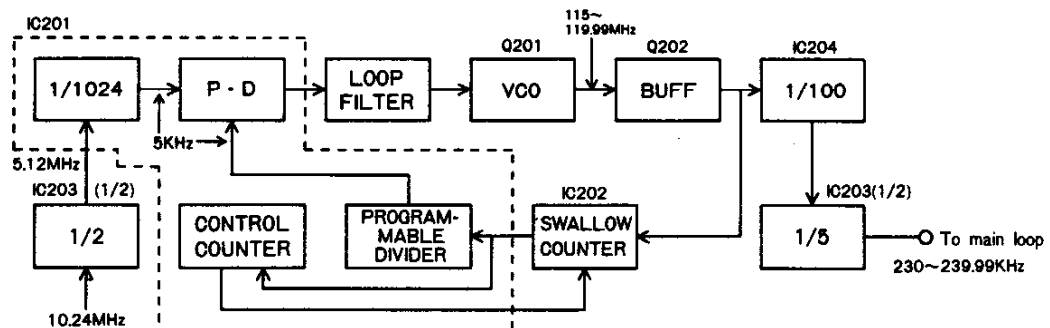 IC201
1/1024
P-D
LOOP
FILTER
Q201
VCO
115~
119.99MHz
Q202
BUFF
IC204
1/100
5KHz
5.12MHz
IC203 (1/2)
1/2
10.24MHz
CONTROL
COUNTER
PROGRAM-
MABLE
DIVIDER
IC202
SWALLOW
COUNTER
IC203(1/2)
1/5
To main loop
230~239.99KHz